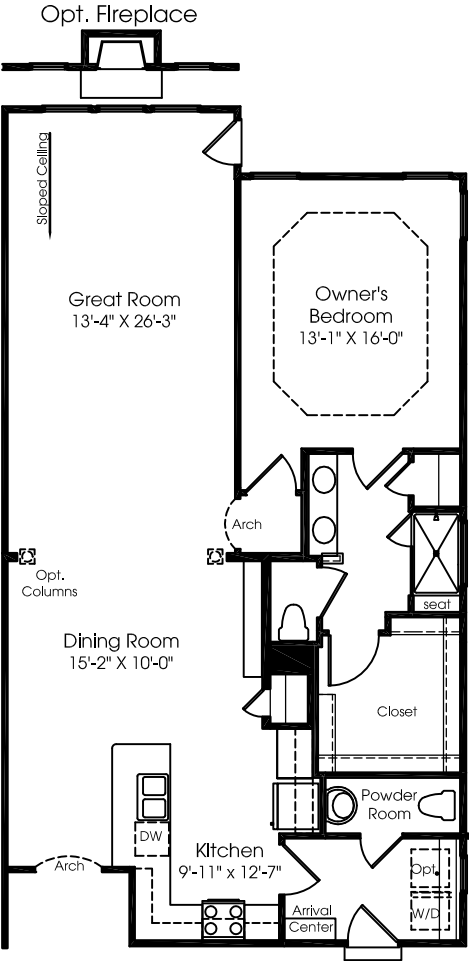 Opt. Fireplace
Sloped Ceiling
Great Room
13'-4" X 26'-3"
Owner's
Bedroom
13'-1" X 16'-0"
Arch
Opt.
Columns
seat
Dining Room
15'-2" X 10'-0"
Closet
Powder
Room
DW
Kitchen
9'-11" x 12'-7"
Arch
Opt.
W/D
Arrival
Center